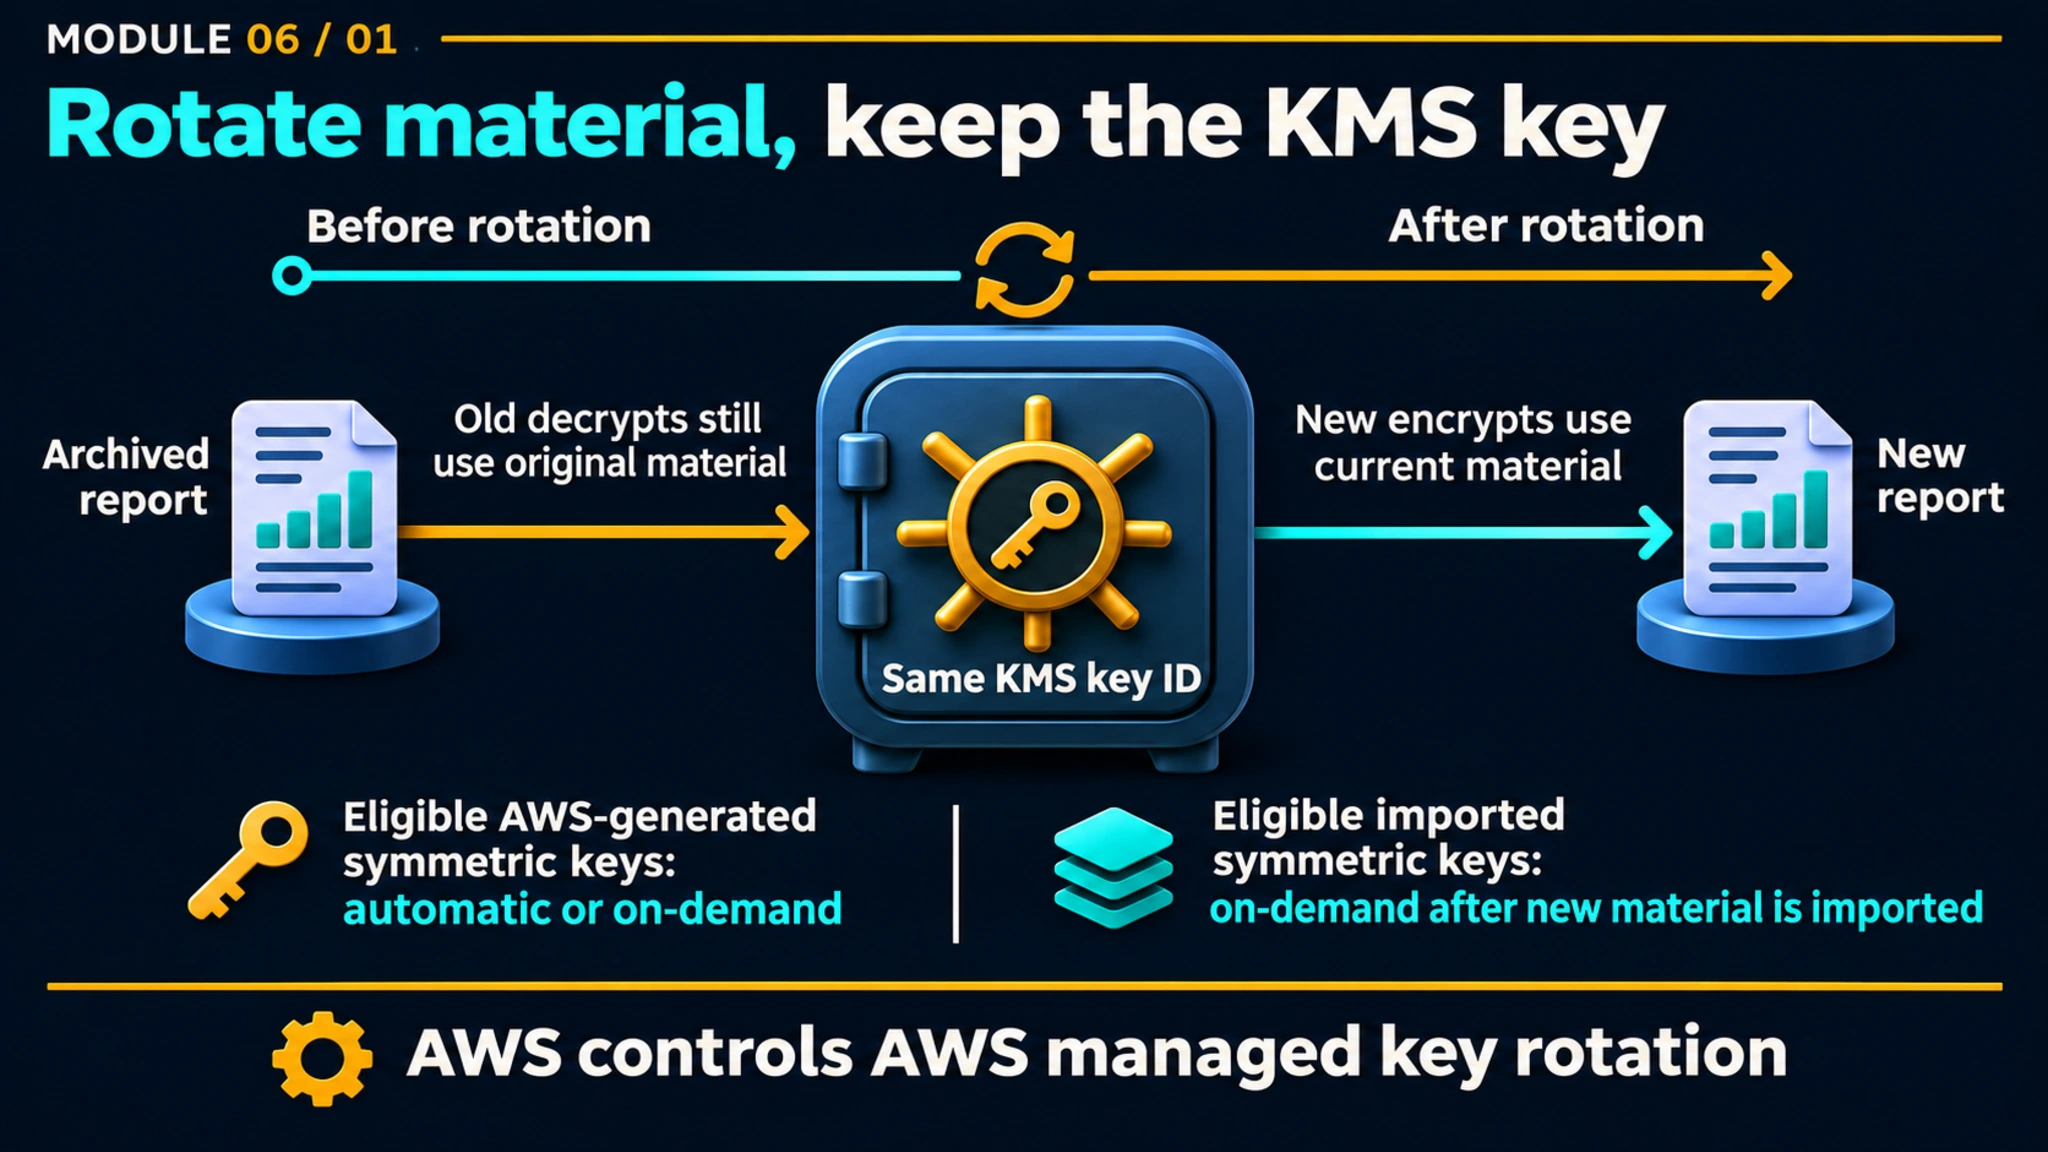 MODULE 06 / 01
Rotate material, keep the KMS key
Before rotation
After rotation
Archived
report
Old decrypts still
use original material
Same KMS key ID
New encrypts use
current material
New
report
Eligible AWS-generated
symmetric keys:
automatic or on-demand
Eligible imported
symmetric keys:
on-demand after new material is imported
AWS controls AWS managed key rotation